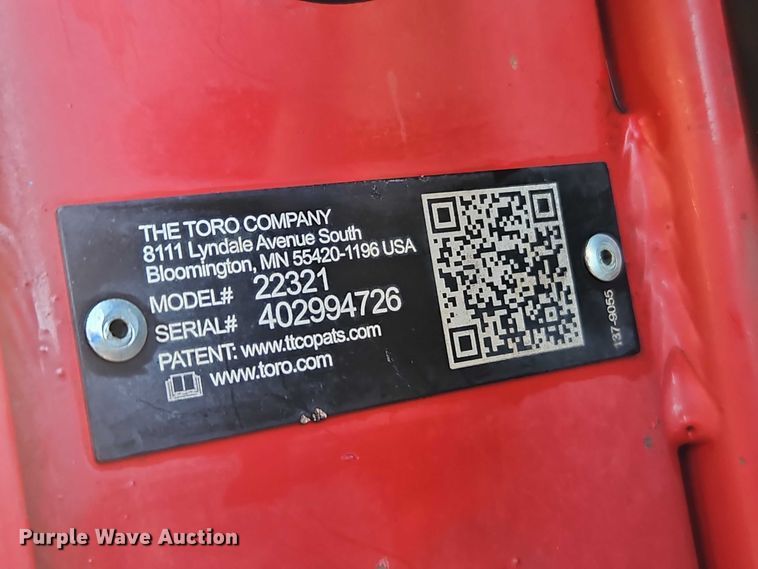 THE TORO COMPANY
8111 Lyndale Avenue South
Bloomington, MN 55420-1196 USA
MODEL# 22321
SERIAL# 402994726
PATENT: www.ttcopats.com
www.toro.com
137-9055
Purple Wave Auction